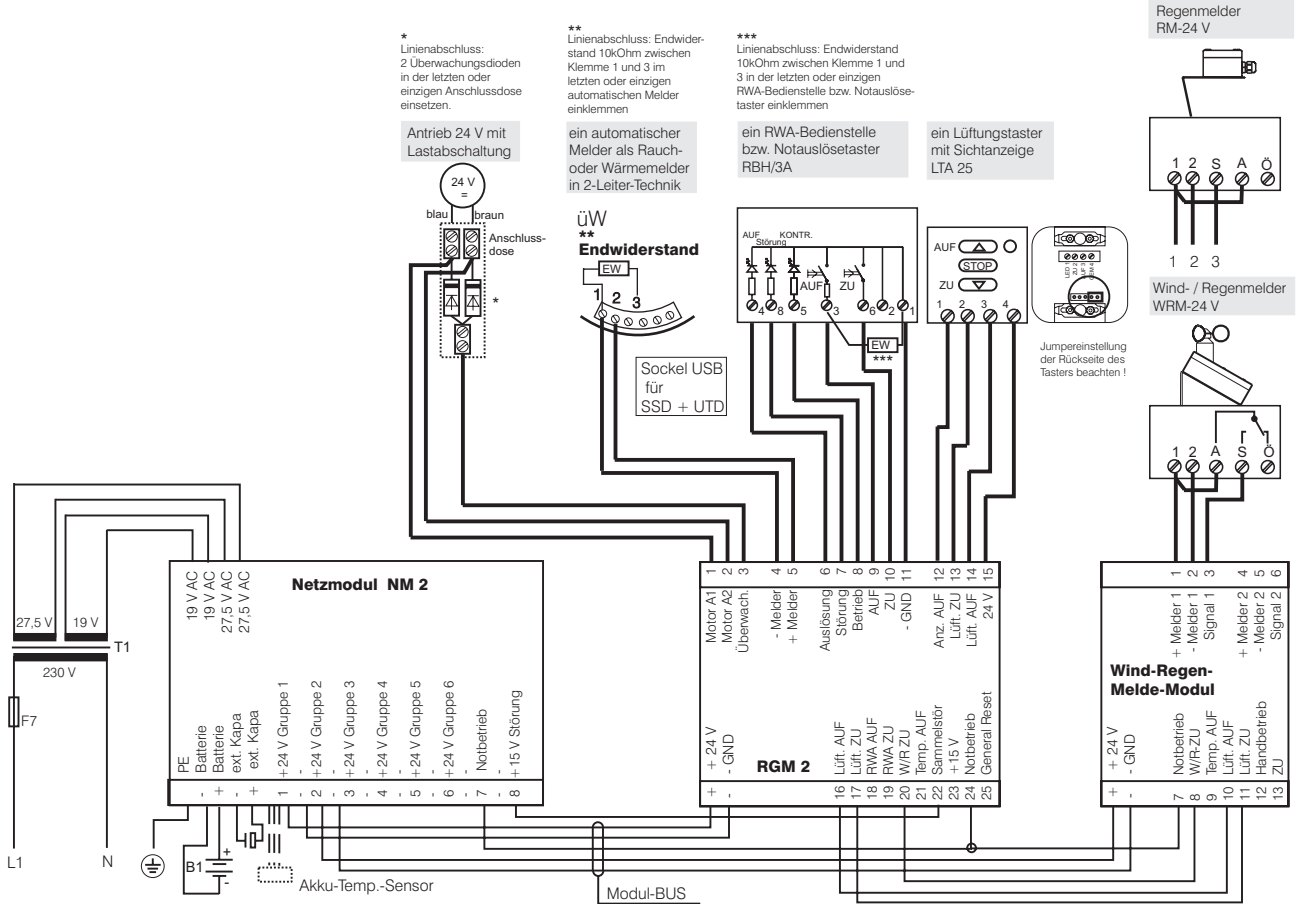 *
Linienabschluss:
2 Überwachungsdioden
in der letzten oder
einzigen Anschlussdose
einsetzen.
**
Linienabschluss: Endwider-
stand 10kOhm zwischen
Klemme 1 und 3 im
letzten oder einzigen
automatischen Melder
einklemmen
***
Linienabschluss: Endwiderstand
10kOhm zwischen Klemme 1 und
3 in der letzten oder einzigen
RWA-Bedienstelle bzw. Notauslöse-
taster einklemmen
Regenmelder
RM-24 V
Antrieb 24 V mit
Lastabschaltung
ein automatischer
Melder als Rauch-
oder Wärmemelder
in 2-Leiter-Technik
ein RWA-Bedienstelle
bzw. Notauslösetaster
RBH/3A
ein Lüftungstaster
mit Sichtanzeige
LTA 25
1 2 S A Ö
1 2 3
24 V
=
blau braun
Anschluss-
dose
*
üW
**
Endwiderstand
EW
1 2 3
Sockel USB
für
SSD + UTD
AUF KONTR.
Störung
AUF ZU
4 8 5 3 6 2 1
EW
***
AUF
STOP
ZU
1 2 3 4
LED 1
ZU 2
AUF 3
GEM 4
Jumpereinstellung
der Rückseite des
Tasters beachten !
Wind- / Regenmelder
WRM-24 V
1 2 A S Ö
27,5 V 19 V
T1
230 V
F7
L1 N
Netzmodul NM 2
19 V AC
19 V AC
27,5 V AC
27,5 V AC
PE
Batterie
Batterie
ext. Kapa
ext. Kapa
+24 V Gruppe 1
-
+24 V Gruppe 2
-
+24 V Gruppe 3
-
+24 V Gruppe 4
-
+24 V Gruppe 5
-
+24 V Gruppe 6
-
Notbetrieb
-
+15 V Störung
- + - + 1 - 2 - 3 - 4 - 5 - 6 - 7 - 8
B1
+
-
Akku-Temp.-Sensor
Modul-BUS
RGM 2
1 2 3 4 5 6 7 8 9 10 11 12 13 14 15
Motor A1
Motor A2
Überwach.
- Melder
+ Melder
Auslösung
Störung
Betrieb
AUF
ZU
- GND
Anz. AUF
Lüft. ZU
Lüft. AUF
24 V
+ 24 V
- GND
Lüft. AUF
Lüft. ZU
RWA AUF
RWA ZU
W/R ZU
Temp. AUF
Sammelstör
+15 V
Notbetrieb
General Reset
+ - 16 17 18 19 20 21 22 23 24 25
Wind-Regen-
Melde-Modul
1 2 3 4 5 6
+ Melder 1
- Melder 1
Signal 1
+ Melder 2
- Melder 2
Signal 2
+ 24 V
- GND
Notbetrieb
W/R-ZU
Temp. AUF
Lüft. AUF
Lüft. ZU
Handbetrieb
ZU
+ - 7 8 9 10 11 12 13